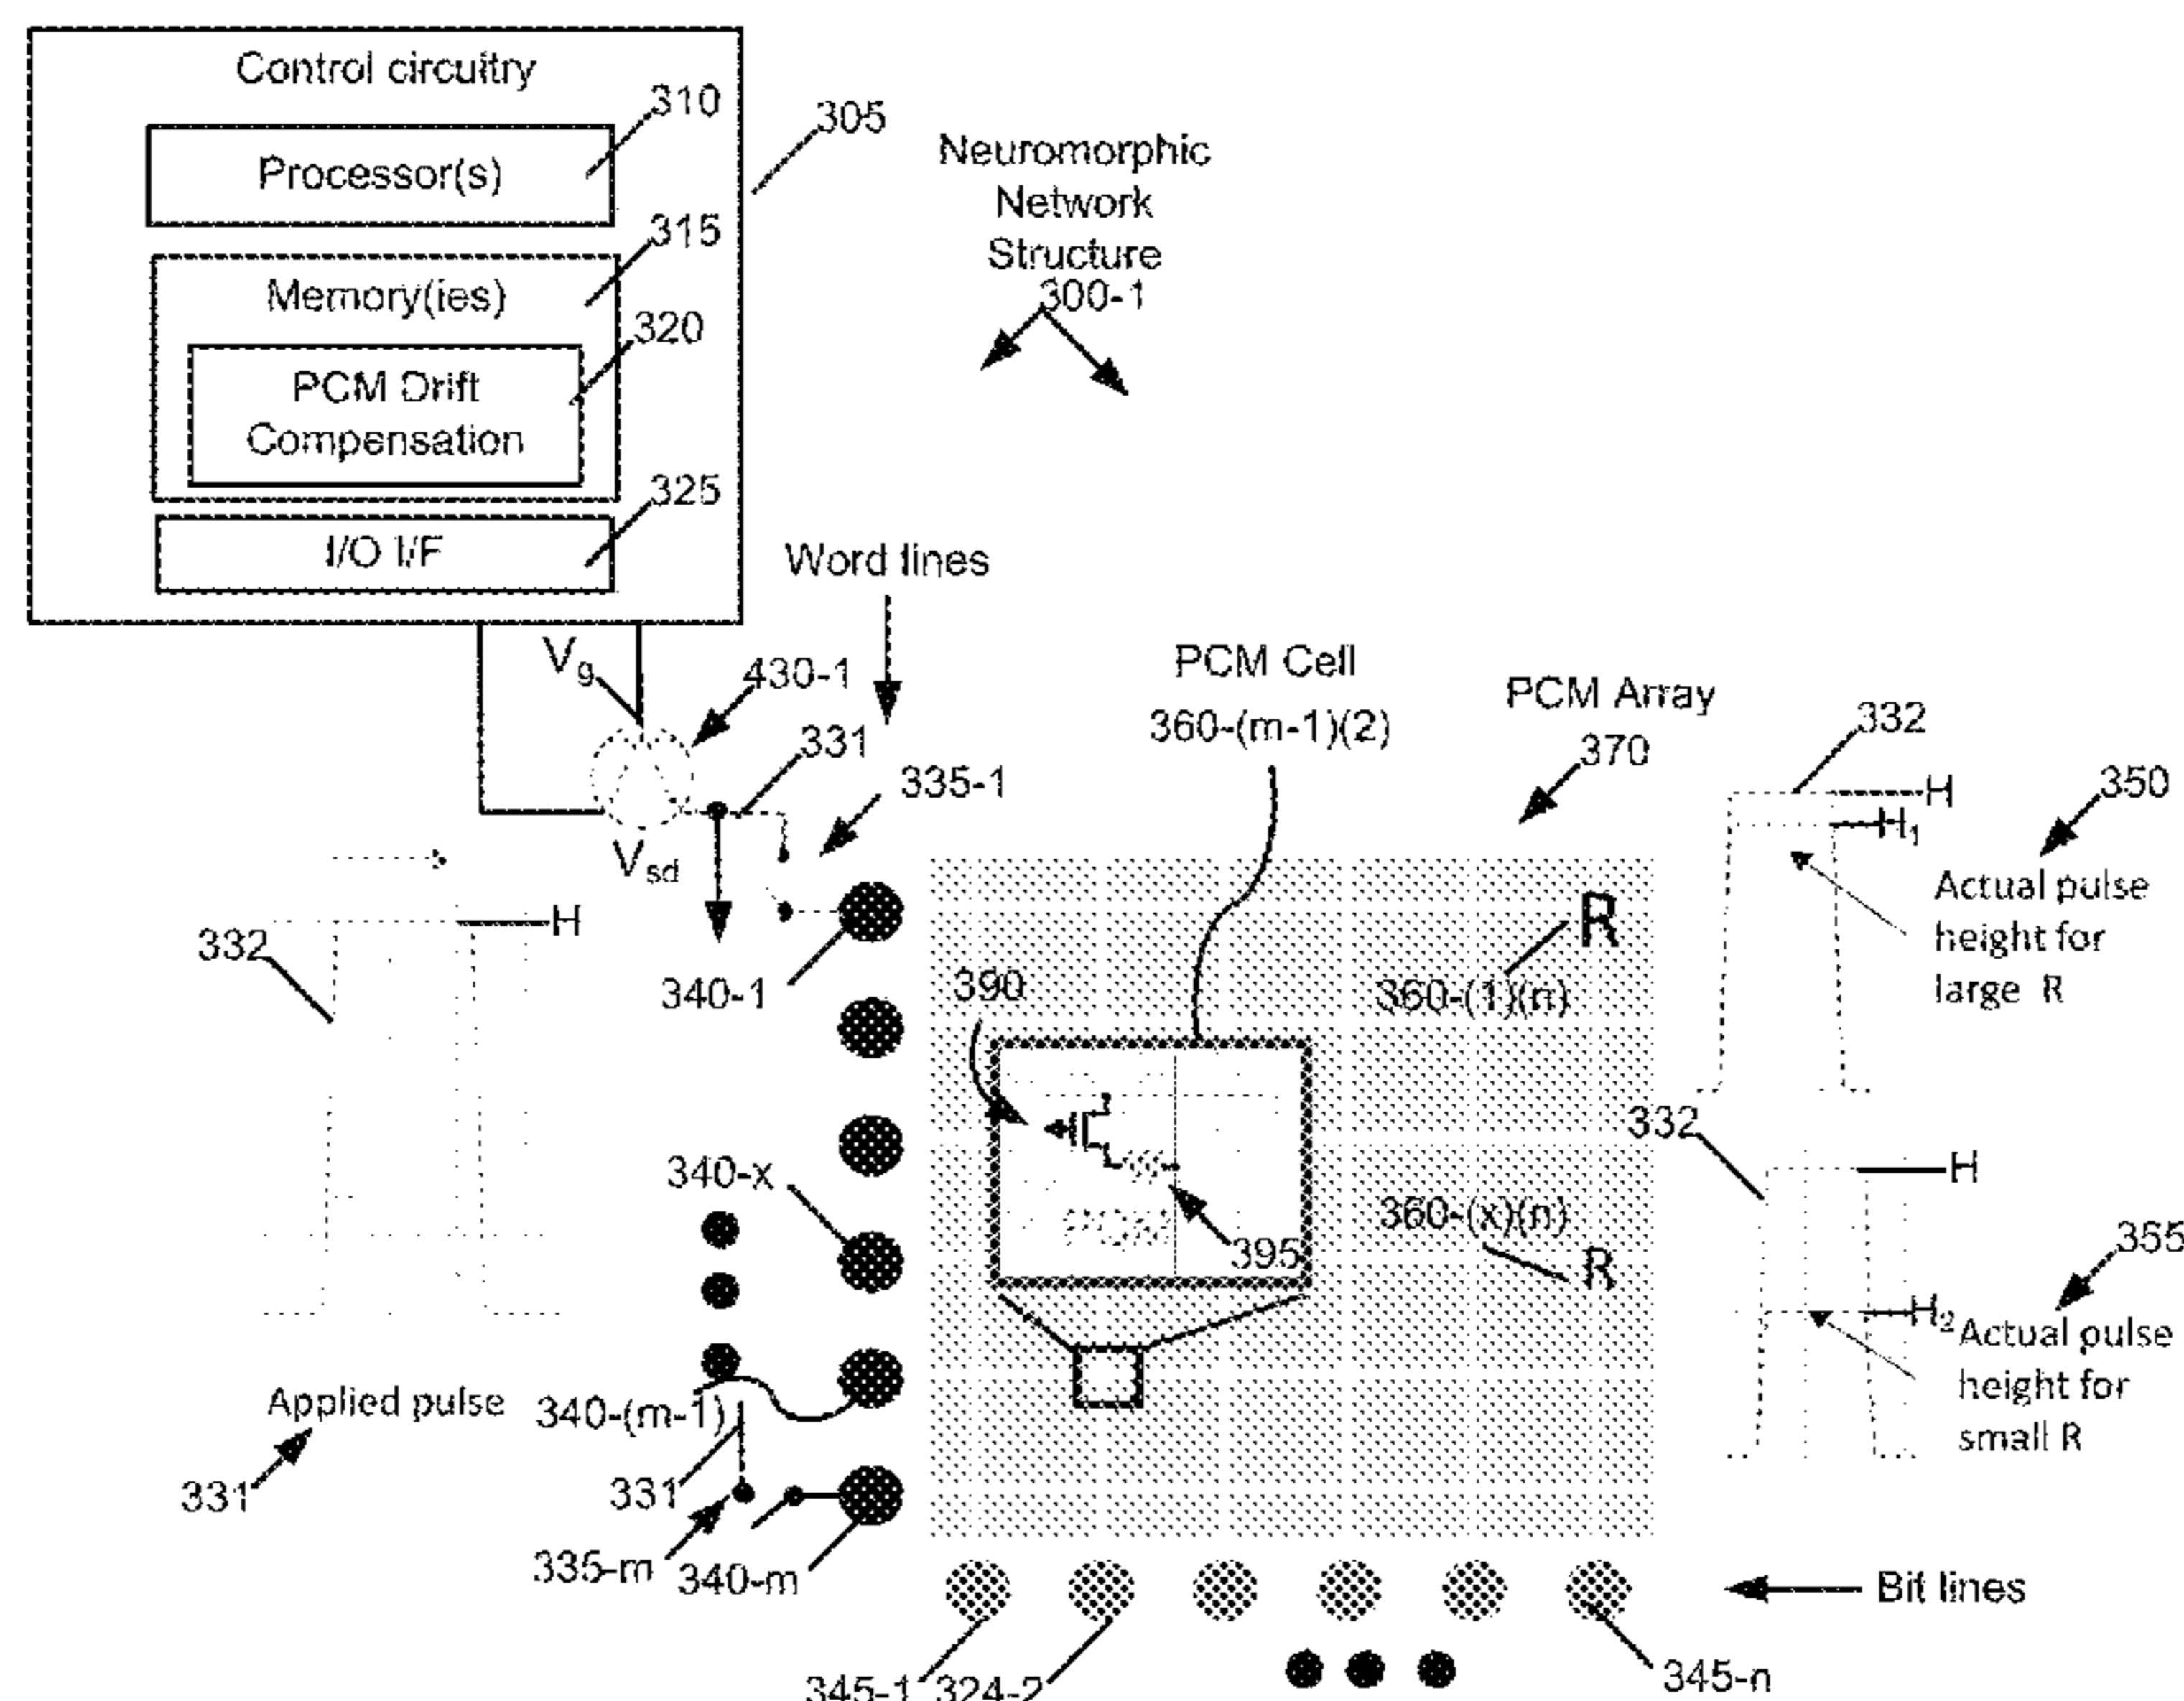 Control circuitry
310
305
Processor(s)
315
Memory(ies)
320
PCM Drift
Compensation
325
I/O I/F
Neuromorphic
Network
Structure
300-1
Word lines
Vg
430-1
331
335-1
Vsd
PCM Cell
360-(m-1)(2)
PCM Array
370
332
H
H1
350
Actual pulse
height for
large R
332
H
340-1
390
R
360-(1)(n)
332
H
340-x
360-(x)(n)
R
395
PCM
355
H2
Actual pulse
height for
small R
Applied pulse
331
340-(m-1)
331
335-m
340-m
Bit lines
345-1
324-2
345-n